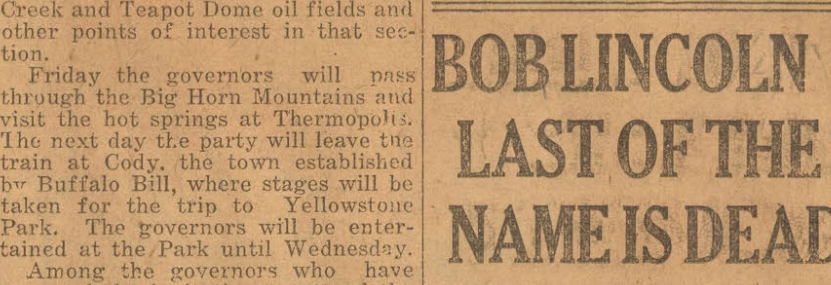 Creek and Teapot Dome oil fields and
other points of interest in that sec-
tion.
Friday the governors will pass
through the Big Horn Mountains and
visit the hot springs at Thermopolis.
The next day the party will leave the
train at Cody, the town established
by Buffalo Bill, where stages will be
taken for the trip to Yellowstone
Park. The governors will be enter-
tained at the Park until Wednesday.
Among the governors who have
BOB LINCOLN
LAST OF THE
NAME IS DEAD